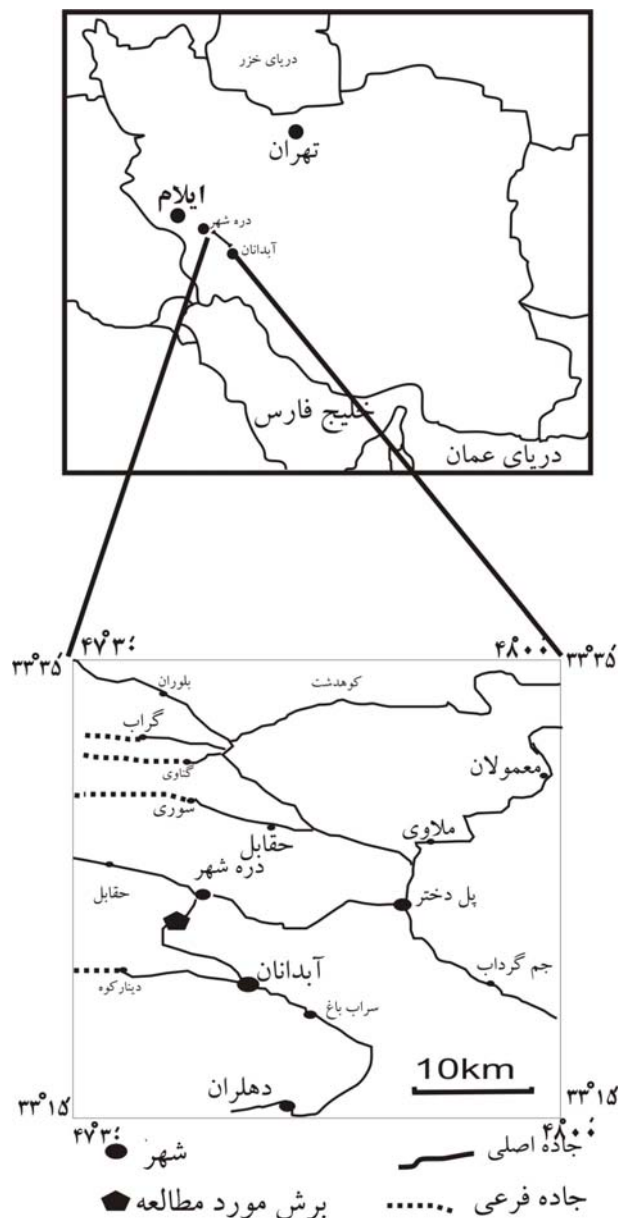 دریای خزر
تهران
ایلام
دره شهر
آبدانان
خلیج فارس
دریای عمان
۴۷°۳۰́
۴۸°۰۰́
۳۳°۳۵́
۳۳°۳۵́
بلوران
کوهدشت
گراب
گناوی
معمولان
سوری
ملاوی
حقابل
دره شهر
حقابل
پل دختر
آبدانان
جم گرداب
دینارکوه
سراب باغ
10km
دهلران
۳۳°۱۵́
۳۳°۱۵́
۴۷°۳۰́
۴۸°۰۰́
شهر
جاده اصلی
برش مورد مطالعه
جاده فرعی